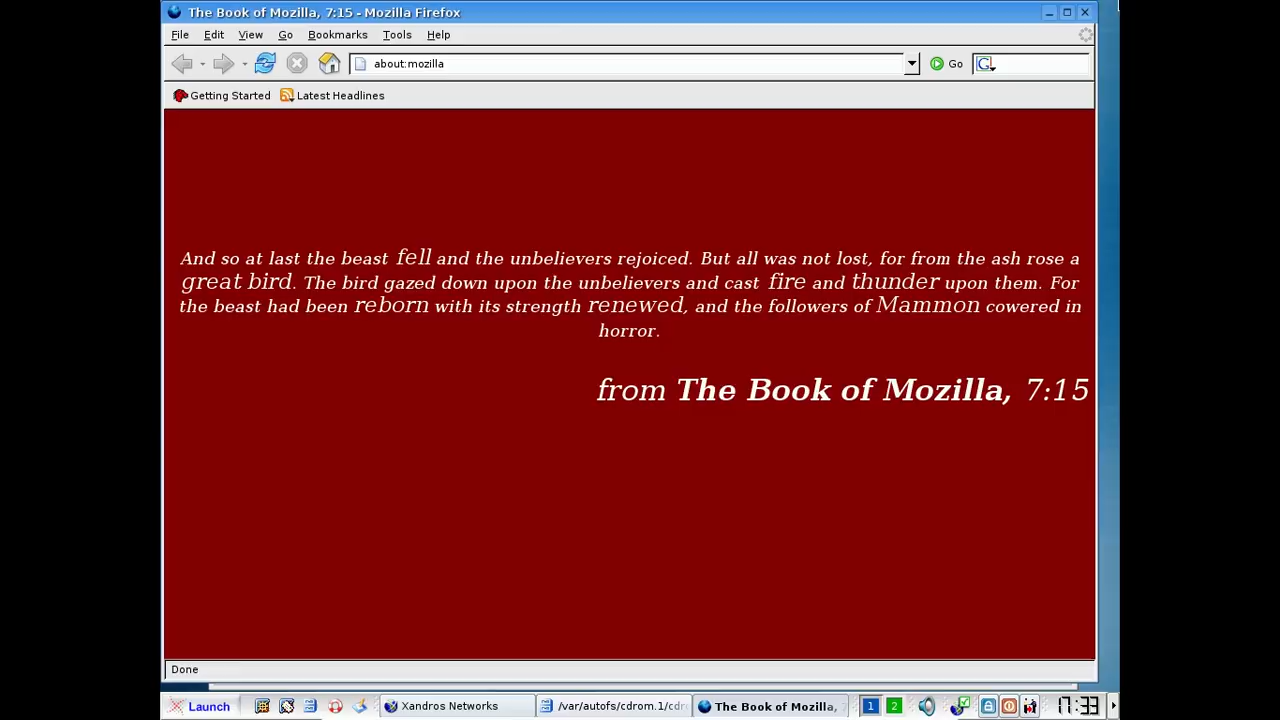 The Book of Mozilla, 7:15 - Mozilla Firefox
File Edit View Go Bookmarks Tools Help
about:mozilla Go
Getting Started Latest Headlines
And so at last the beast fell and the unbelievers rejoiced. But all was not lost, for from the ash rose a
great bird. The bird gazed down upon the unbelievers and cast fire and thunder upon them. For
the beast had been reborn with its strength renewed, and the followers of Mammon cowered in
horror.
from The Book of Mozilla, 7:15
Done
Launch Xandros Networks /var/autofs/cdrom.1/cdr The Book of Mozilla, 7 1 2 17:33